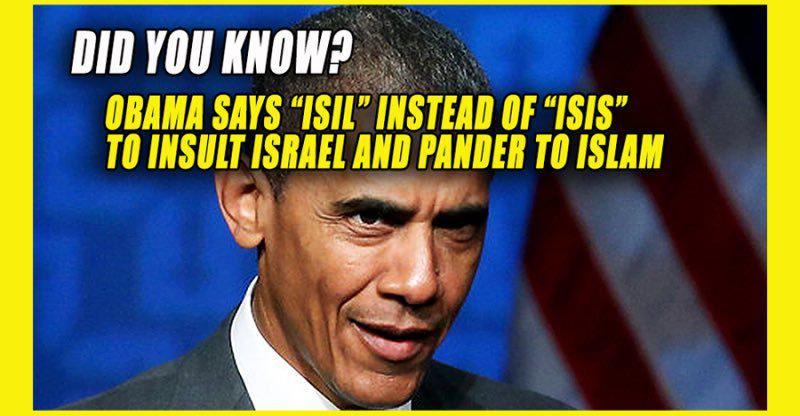 DID YOU KNOW?
OBAMA SAYS “ISIL” INSTEAD OF “ISIS”
TO INSULT ISRAEL AND PANDER TO ISLAM